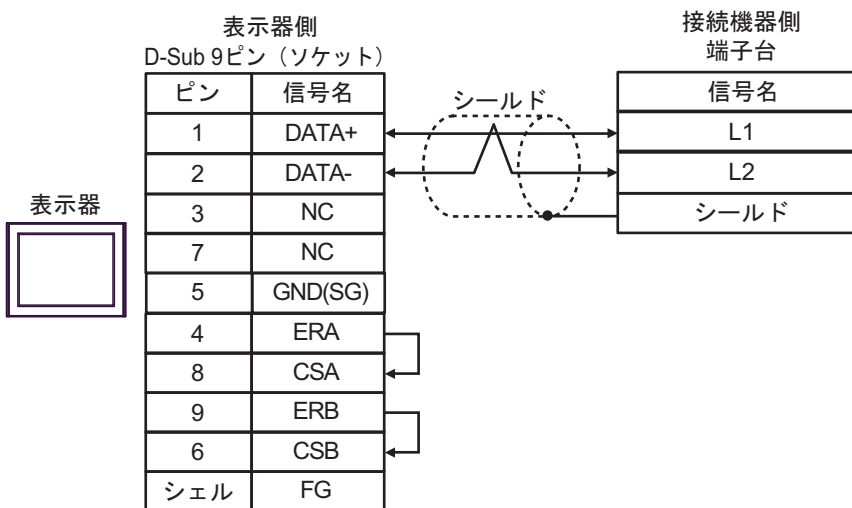 表示器側
D-Sub 9ピン（ソケット）
ピン 信号名
1 DATA+
2 DATA-
3 NC
7 NC
5 GND(SG)
4 ERA
8 CSA
9 ERB
6 CSB
シェル FG
表示器
シールド
接続機器側
端子台
信号名
L1
L2
シールド